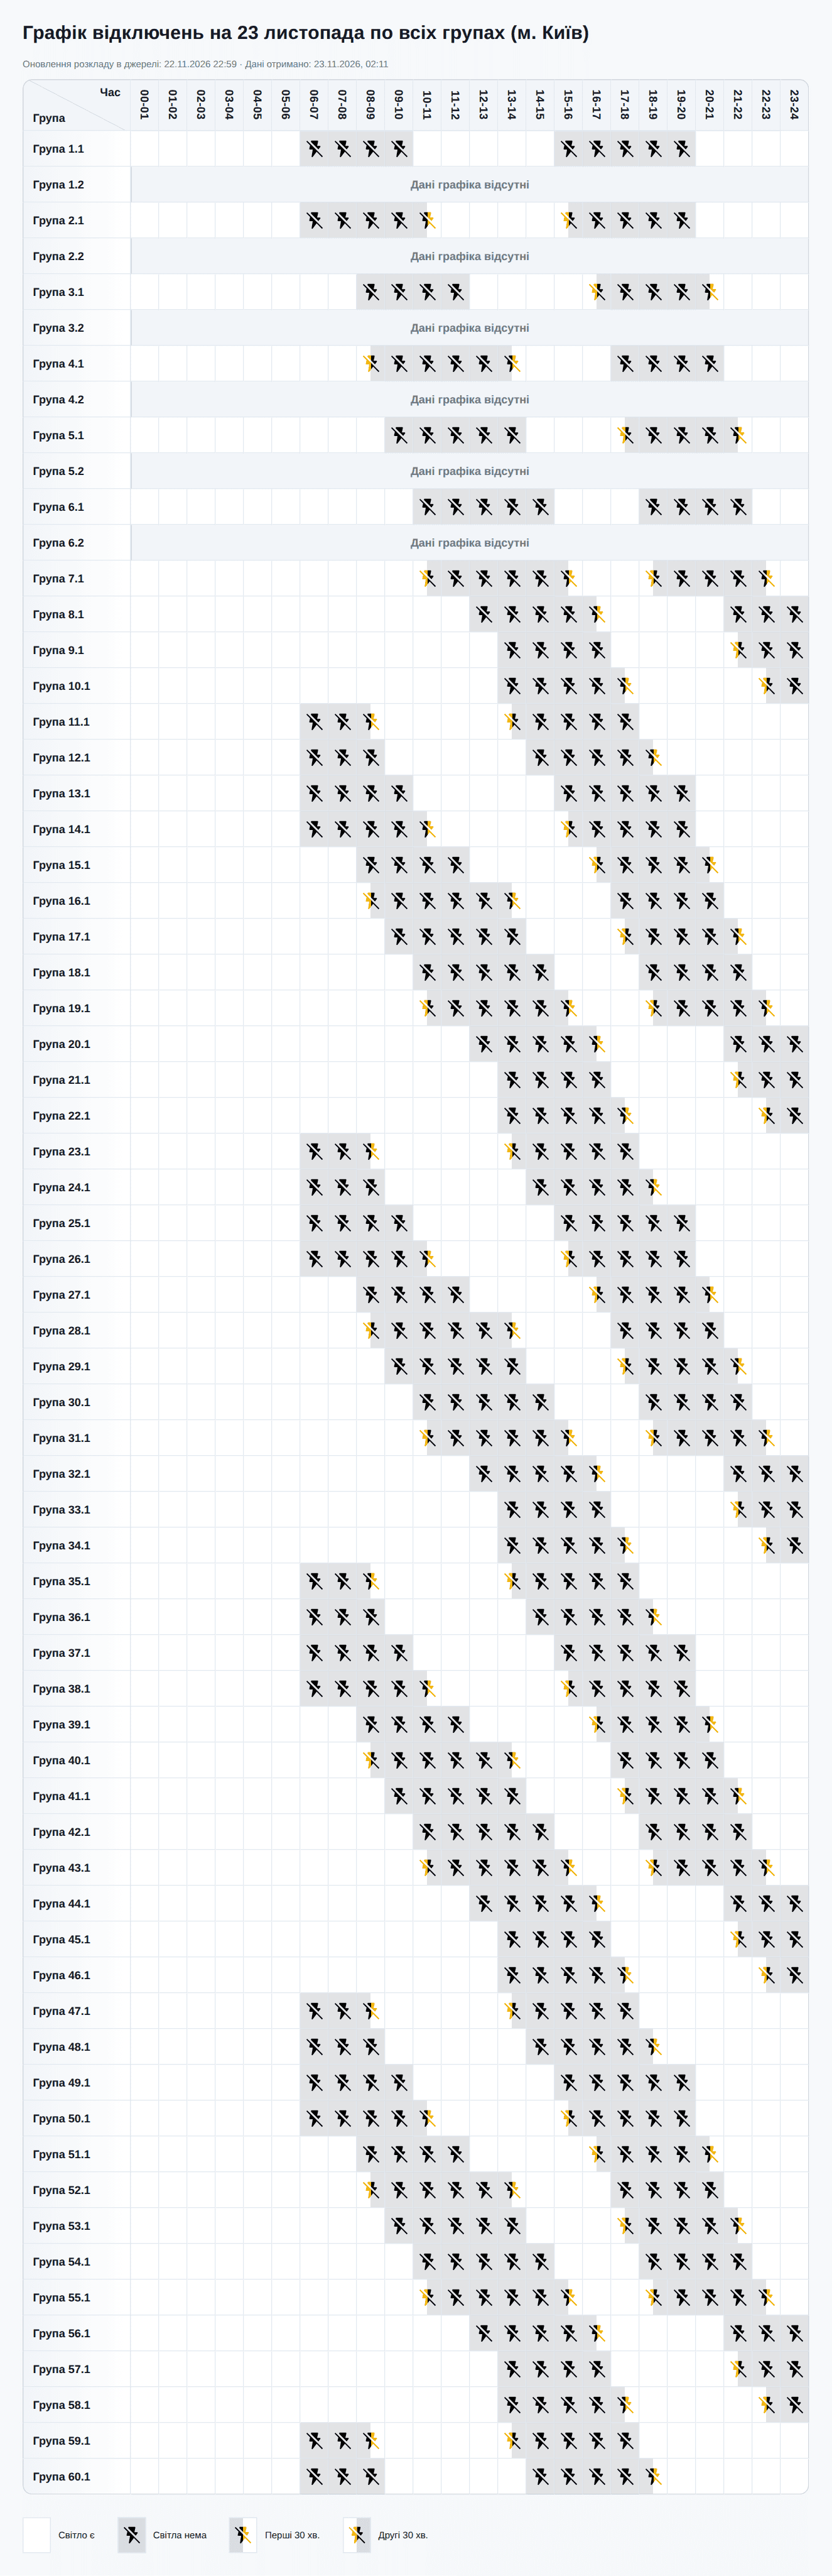 Графік відключень на 23 листопада по всіх групах (м. Київ)
Оновлення розкладу в джерелі: 22.11.2026 22:59 · Дані отримано: 23.11.2026, 02:11
Час
Група
00-01 01-02 02-03 03-04 04-05 05-06 06-07 07-08 08-09 09-10 10-11 11-12 12-13 13-14 14-15 15-16 16-17 17-18 18-19 19-20 20-21 21-22 22-23 23-24
Група 1.1
Група 1.2 Дані графіка відсутні
Група 2.1
Група 2.2 Дані графіка відсутні
Група 3.1
Група 3.2 Дані графіка відсутні
Група 4.1
Група 4.2 Дані графіка відсутні
Група 5.1
Група 5.2 Дані графіка відсутні
Група 6.1
Група 6.2 Дані графіка відсутні
Група 7.1
Група 8.1
Група 9.1
Група 10.1
Група 11.1
Група 12.1
Група 13.1
Група 14.1
Група 15.1
Група 16.1
Група 17.1
Група 18.1
Група 19.1
Група 20.1
Група 21.1
Група 22.1
Група 23.1
Група 24.1
Група 25.1
Група 26.1
Група 27.1
Група 28.1
Група 29.1
Група 30.1
Група 31.1
Група 32.1
Група 33.1
Група 34.1
Група 35.1
Група 36.1
Група 37.1
Група 38.1
Група 39.1
Група 40.1
Група 41.1
Група 42.1
Група 43.1
Група 44.1
Група 45.1
Група 46.1
Група 47.1
Група 48.1
Група 49.1
Група 50.1
Група 51.1
Група 52.1
Група 53.1
Група 54.1
Група 55.1
Група 56.1
Група 57.1
Група 58.1
Група 59.1
Група 60.1
Світло є Світла нема Перші 30 хв. Другі 30 хв.